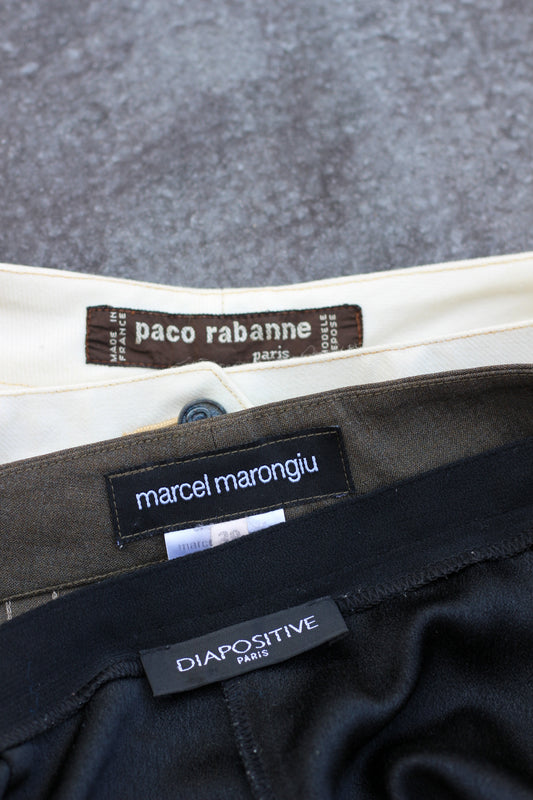 MADE IN
FRANCE
paco rabanne
paris
MODELE
DEPOSE
marcel marongiu
38
DIAPOSITIVE
PARIS